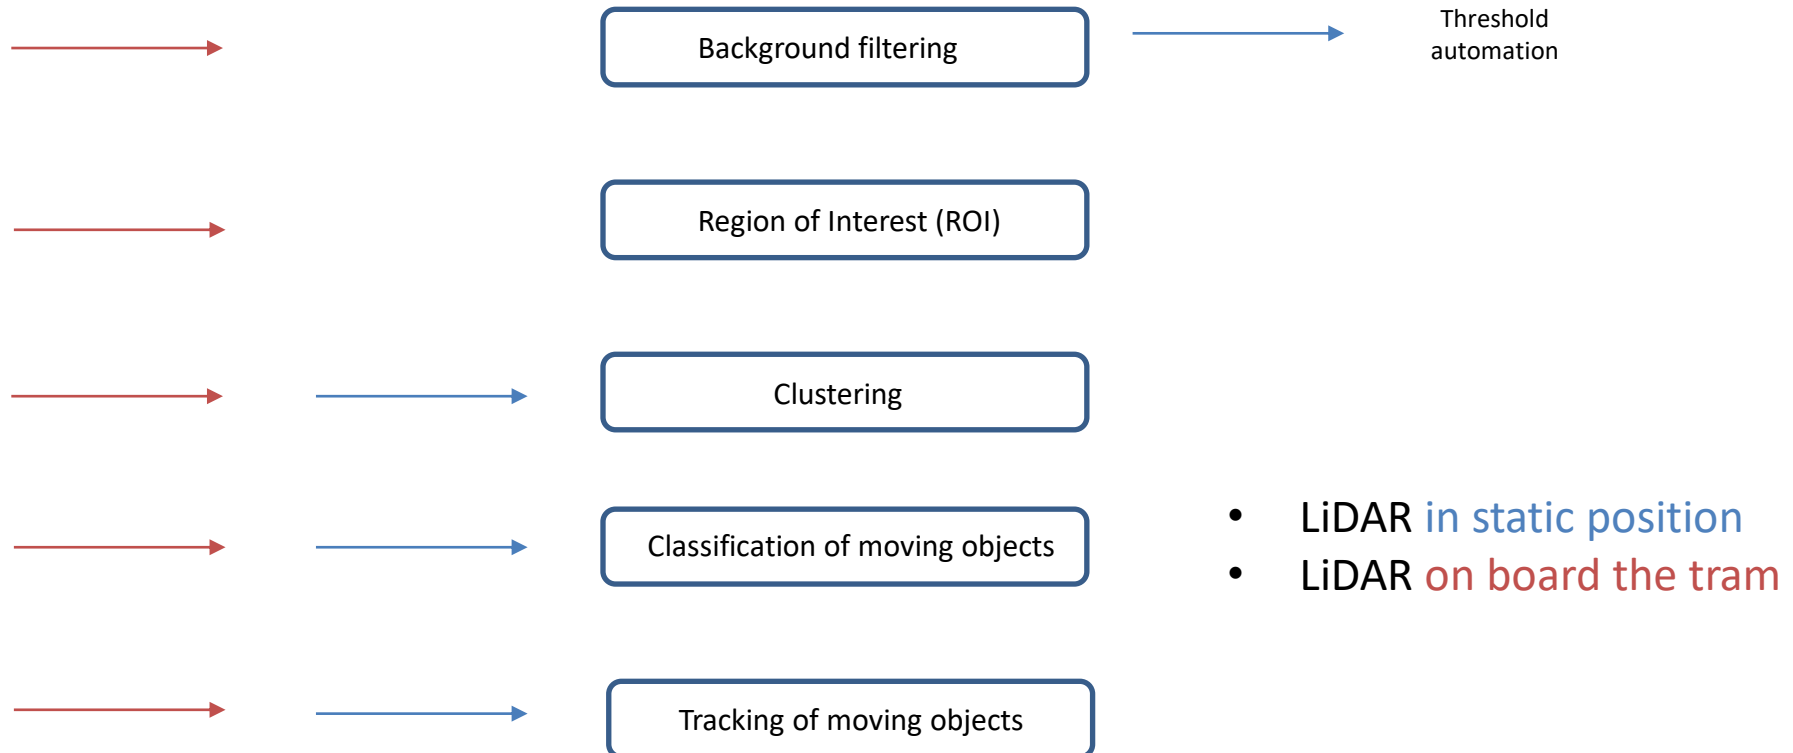 Background filtering
Threshold
automation
Region of Interest (ROI)
Clustering
Classification of moving objects
• LiDAR in static position
• LiDAR on board the tram
Tracking of moving objects